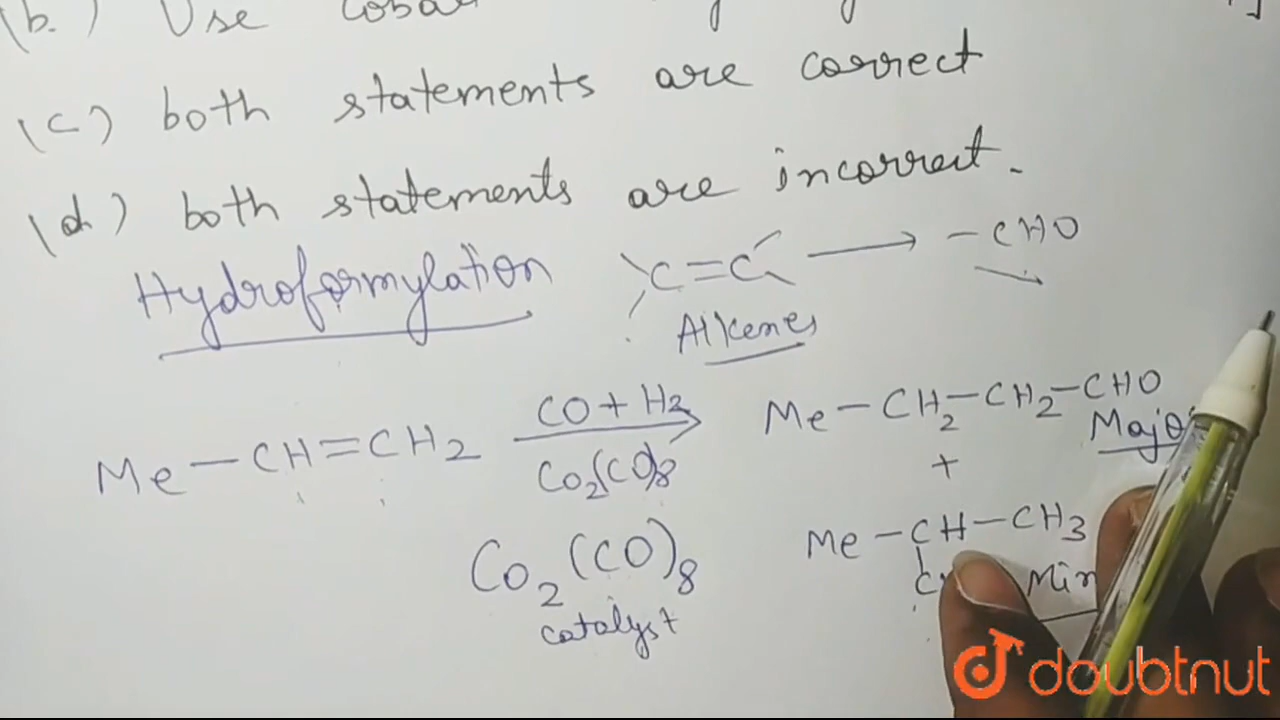 (b.) Use
(c) both statements are correct
(d.) both statements are incorrect.
Hydroformylation C=C → -CHO
Alkenes
Me-CH=CH2 CO+H2 Co2(CO)8 Me-CH2-CH2-CHO
+
Me-CH-CH3
Co2(CO)8
catalyst
doubtnut